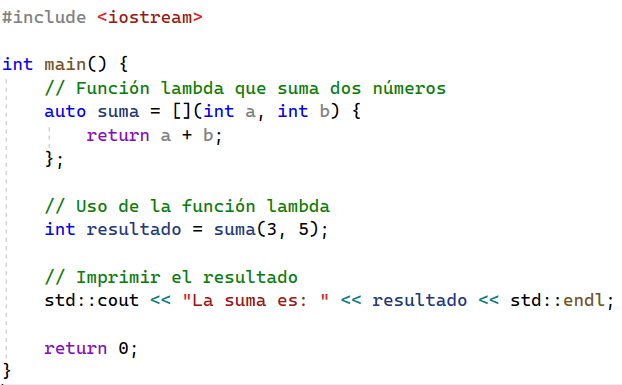 #include <iostream>

int main() {
    // Función lambda que suma dos números
    auto suma = [](int a, int b) {
        return a + b;
    };

    // Uso de la función lambda
    int resultado = suma(3, 5);

    // Imprimir el resultado
    std::cout << "La suma es: " << resultado << std::endl;

    return 0;
}